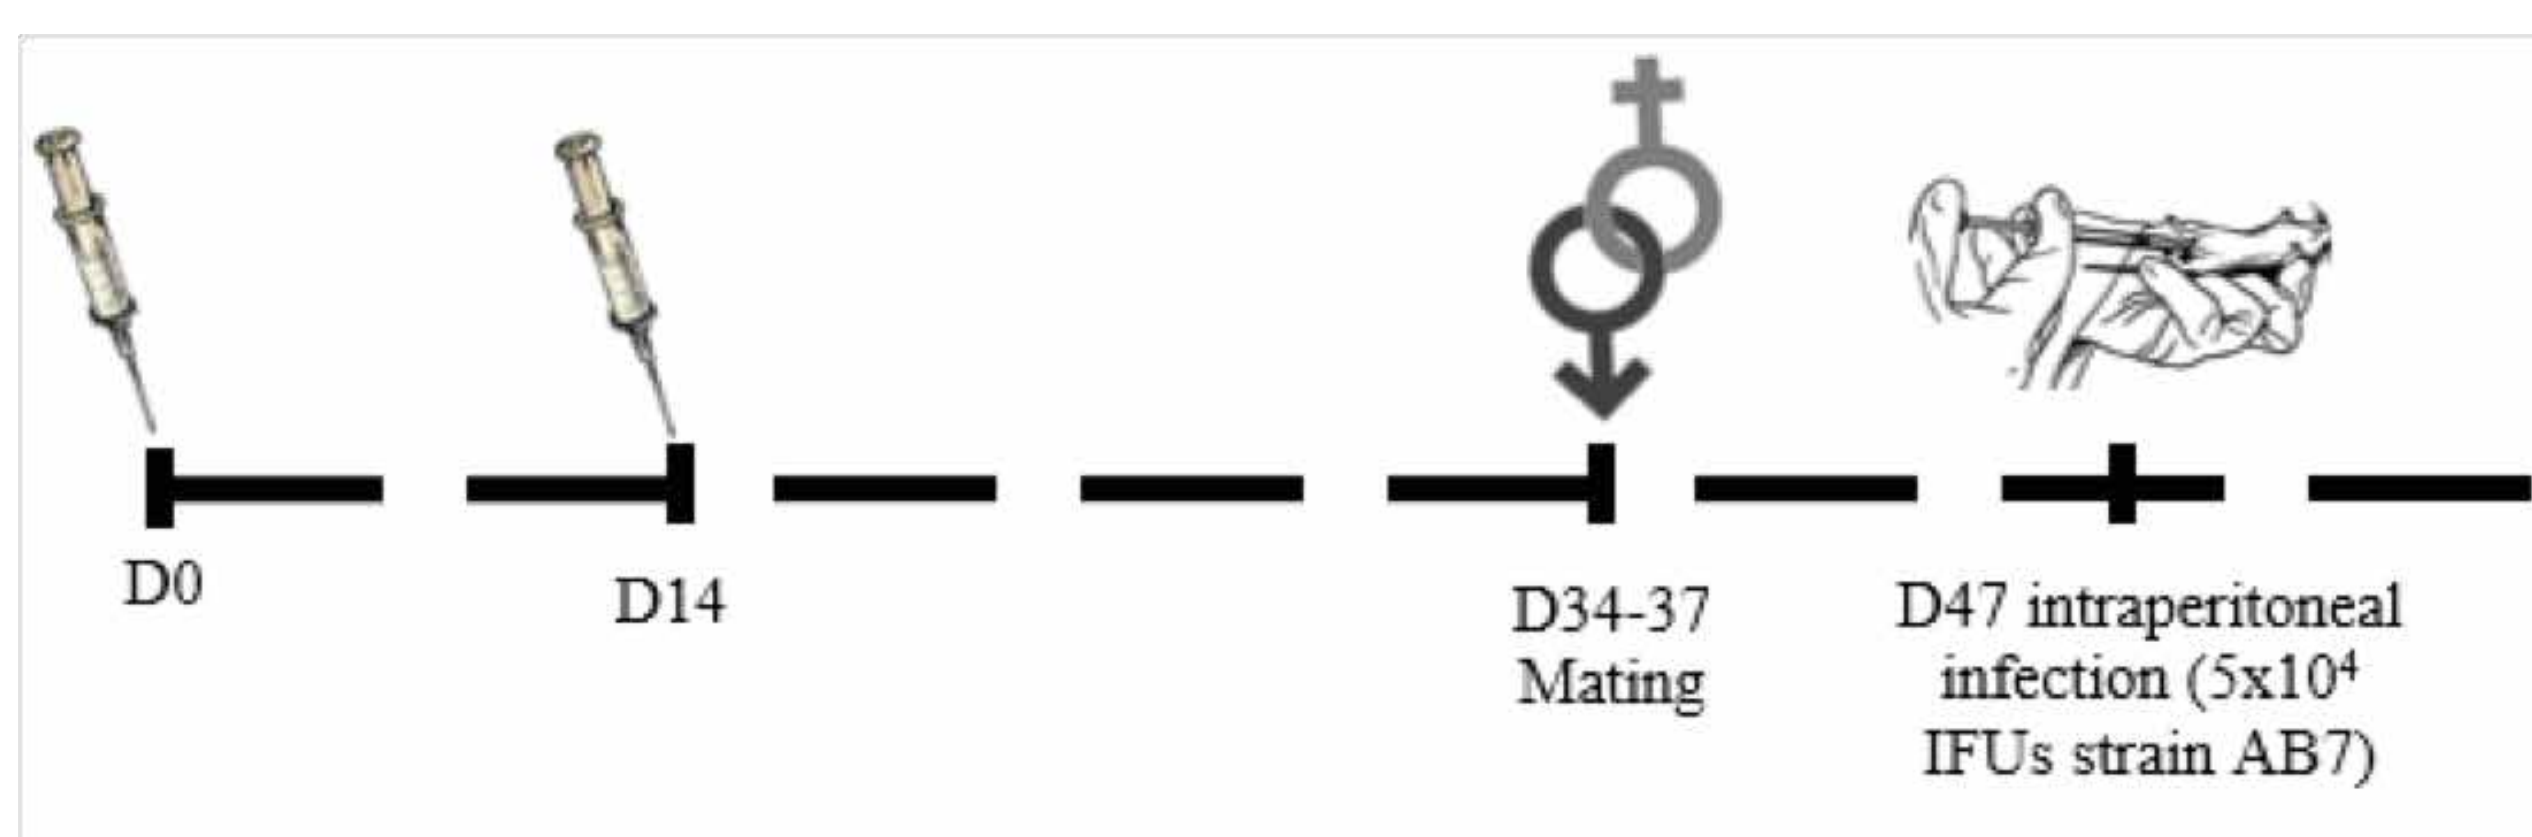 D0
D14
D34-37
Mating
D47 intraperitoneal
infection (5x10⁴
IFUs strain AB7)